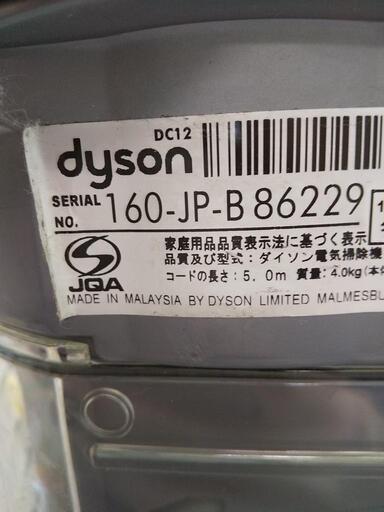 DC12
dyson
SERIAL NO. 160-JP-B 86229
JQA
家庭用品品質表示法に基づく表示
品質及び型式: ダイソン電気掃除機
コードの長さ: 5.0m 質量: 4.0kg(本体
MADE IN MALAYSIA BY DYSON LIMITED MALMESBU